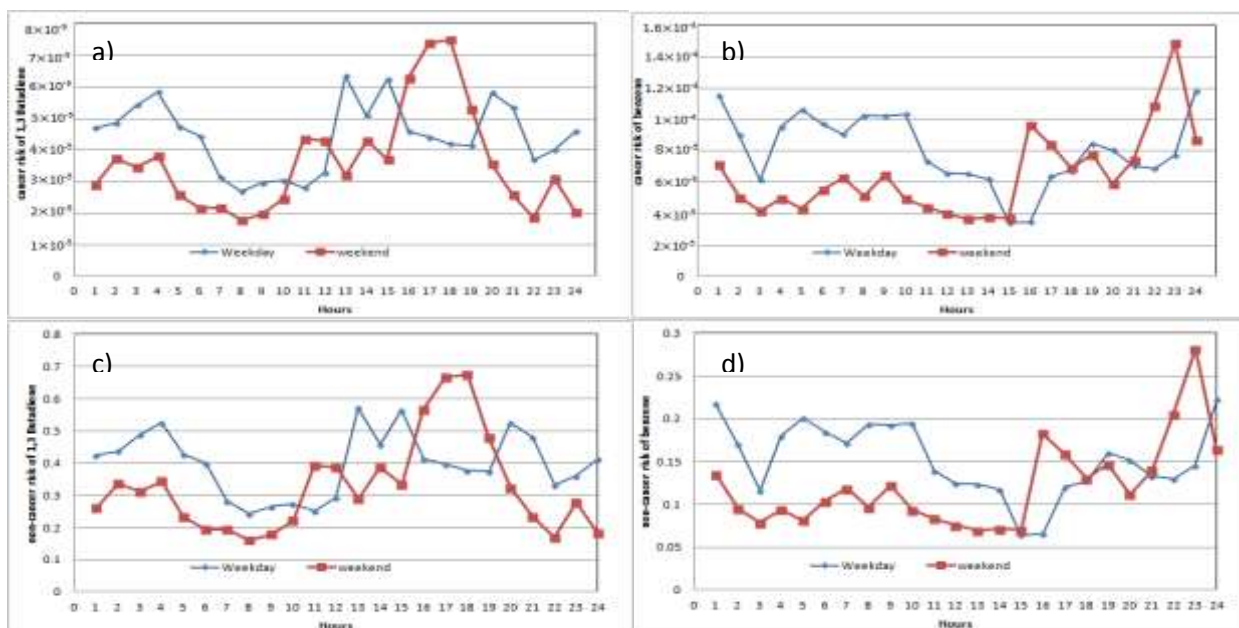 a)
8×10⁻⁵
7×10⁻⁵
6×10⁻⁵
5×10⁻⁵
4×10⁻⁵
3×10⁻⁵
2×10⁻⁵
1×10⁻⁵
0
cancer risk of 1,3 Butadiene
Weekday weekend
0 1 2 3 4 5 6 7 8 9 10 11 12 13 14 15 16 17 18 19 20 21 22 23 24
Hours
b)
1.6×10⁻⁴
1.4×10⁻⁴
1.2×10⁻⁴
1×10⁻⁴
8×10⁻⁵
6×10⁻⁵
4×10⁻⁵
2×10⁻⁵
0
cancer risk of benzene
Weekday weekend
0 1 2 3 4 5 6 7 8 9 10 11 12 13 14 15 16 17 18 19 20 21 22 23 24
Hours
c)
0.8
0.7
0.6
0.5
0.4
0.3
0.2
0.1
0
non-cancer risk of 1,3 Butadiene
Weekday weekend
0 1 2 3 4 5 6 7 8 9 10 11 12 13 14 15 16 17 18 19 20 21 22 23 24
Hours
d)
0.3
0.25
0.2
0.15
0.1
0.05
0
non-cancer risk of benzene
Weekday weekend
0 1 2 3 4 5 6 7 8 9 10 11 12 13 14 15 16 17 18 19 20 21 22 23 24
Hours